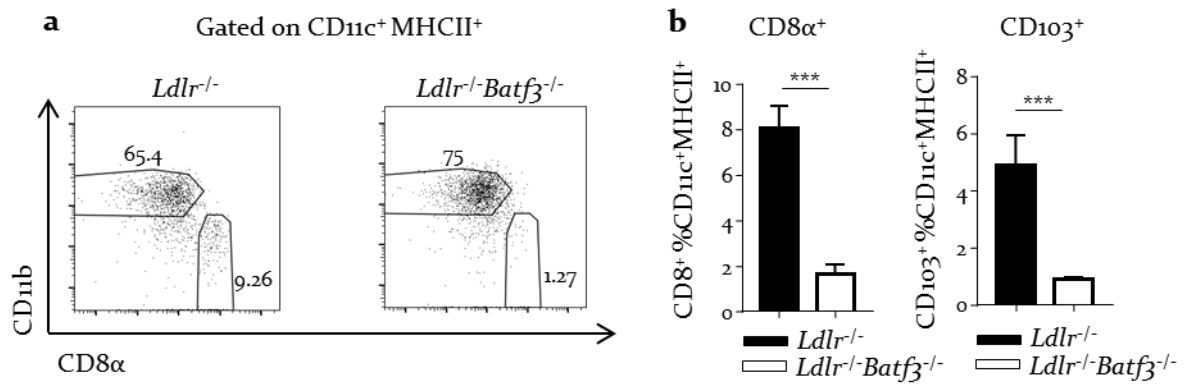 a
Gated on CD11c⁺ MHCII⁺
Ldlr⁻/⁻
Ldlr⁻/⁻Batf3⁻/⁻
65.4
9.26
75
1.27
CD11b
CD8α
b
CD8α⁺
***
CD8⁺ %CD11c⁺MHCII⁺
10
8
6
4
2
0
Ldlr⁻/⁻
Ldlr⁻/⁻Batf3⁻/⁻
CD103⁺
***
CD103⁺ %CD11c⁺MHCII⁺
8
6
4
2
0
Ldlr⁻/⁻
Ldlr⁻/⁻Batf3⁻/⁻